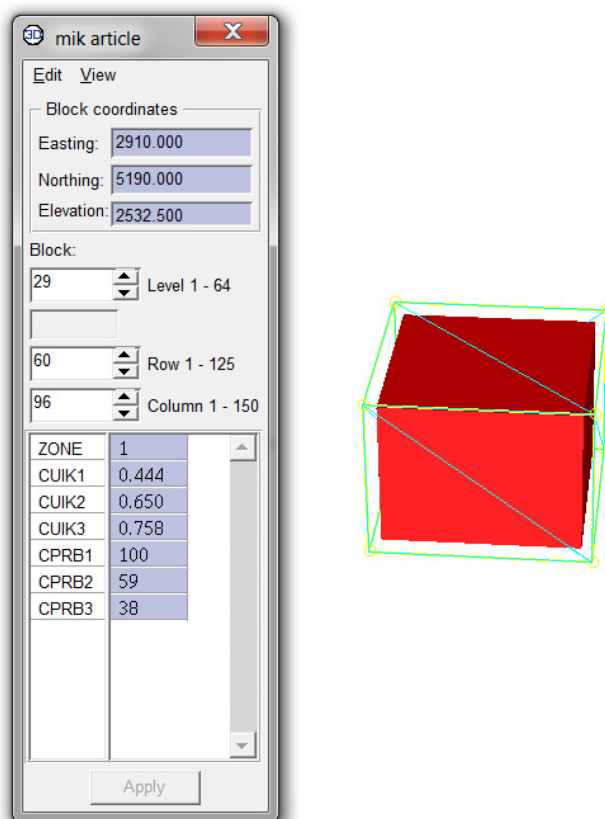 3D mik article
Edit View
Block coordinates
Easting: 2910.000
Northing: 5190.000
Elevation: 2532.500
Block:
29 Level 1 - 64
60 Row 1 - 125
96 Column 1 - 150
ZONE 1
CUIK1 0.444
CUIK2 0.650
CUIK3 0.758
CPRB1 100
CPRB2 59
CPRB3 38
Apply